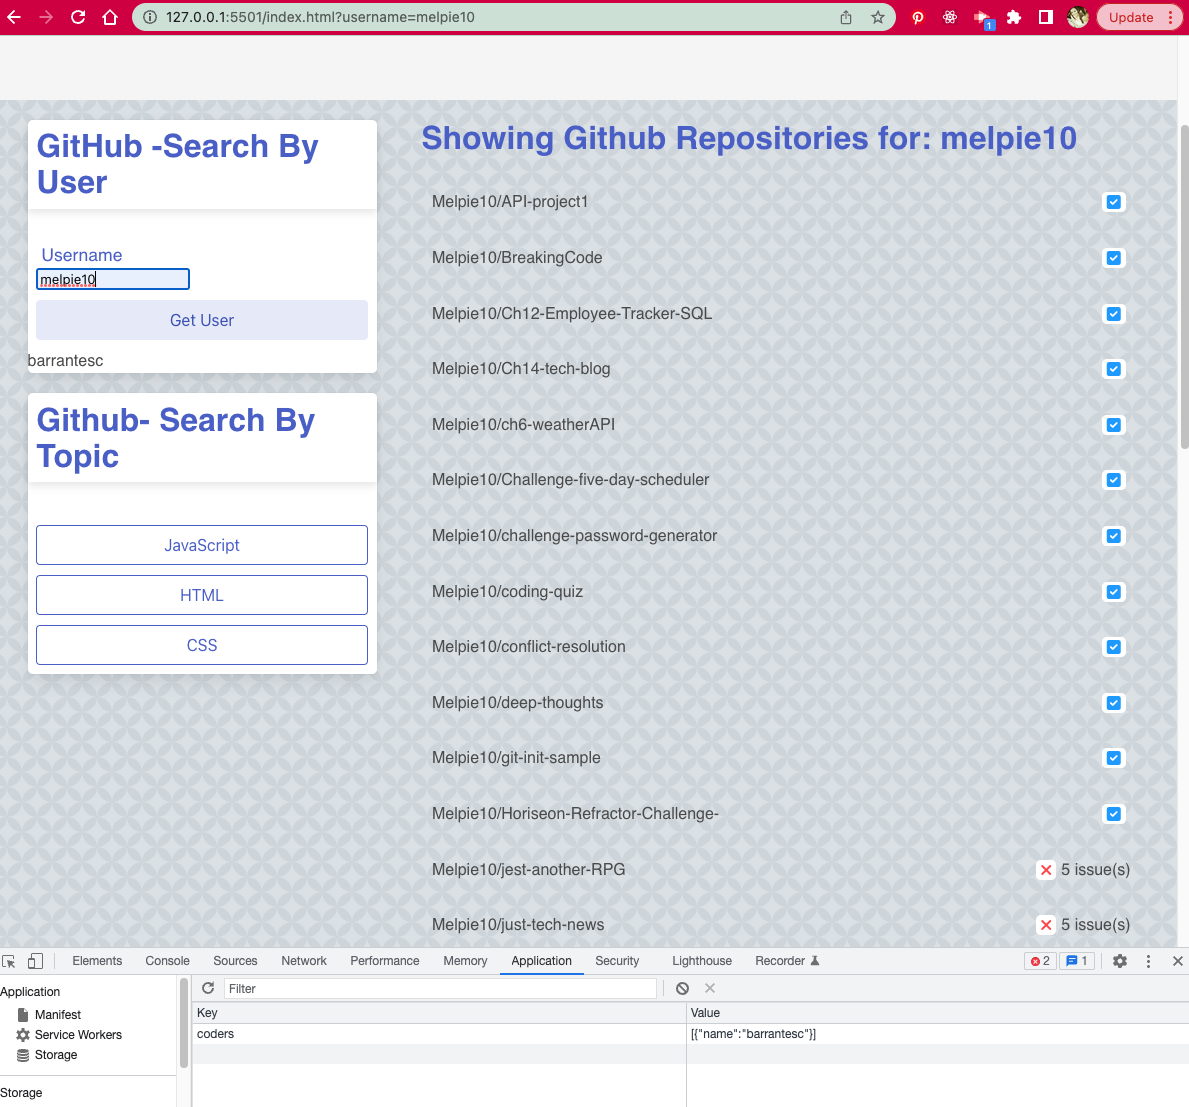 127.0.0.1:5501/index.html?username=melpie10
1
Update
GitHub -Search By
User
Username
melpie10
Get User
barrantesc
Github- Search By
Topic
JavaScript
HTML
CSS
Showing Github Repositories for: melpie10
Melpie10/API-project1
Melpie10/BreakingCode
Melpie10/Ch12-Employee-Tracker-SQL
Melpie10/Ch14-tech-blog
Melpie10/ch6-weatherAPI
Melpie10/Challenge-five-day-scheduler
Melpie10/challenge-password-generator
Melpie10/coding-quiz
Melpie10/conflict-resolution
Melpie10/deep-thoughts
Melpie10/git-init-sample
Melpie10/Horiseon-Refractor-Challenge-
Melpie10/jest-another-RPG 5 issue(s)
Melpie10/just-tech-news 5 issue(s)
Elements Console Sources Network Performance Memory Application Security Lighthouse Recorder 2 1
Application
Manifest
Service Workers
Storage
Storage
Filter
Key Value
coders [{"name":"barrantesc"}]